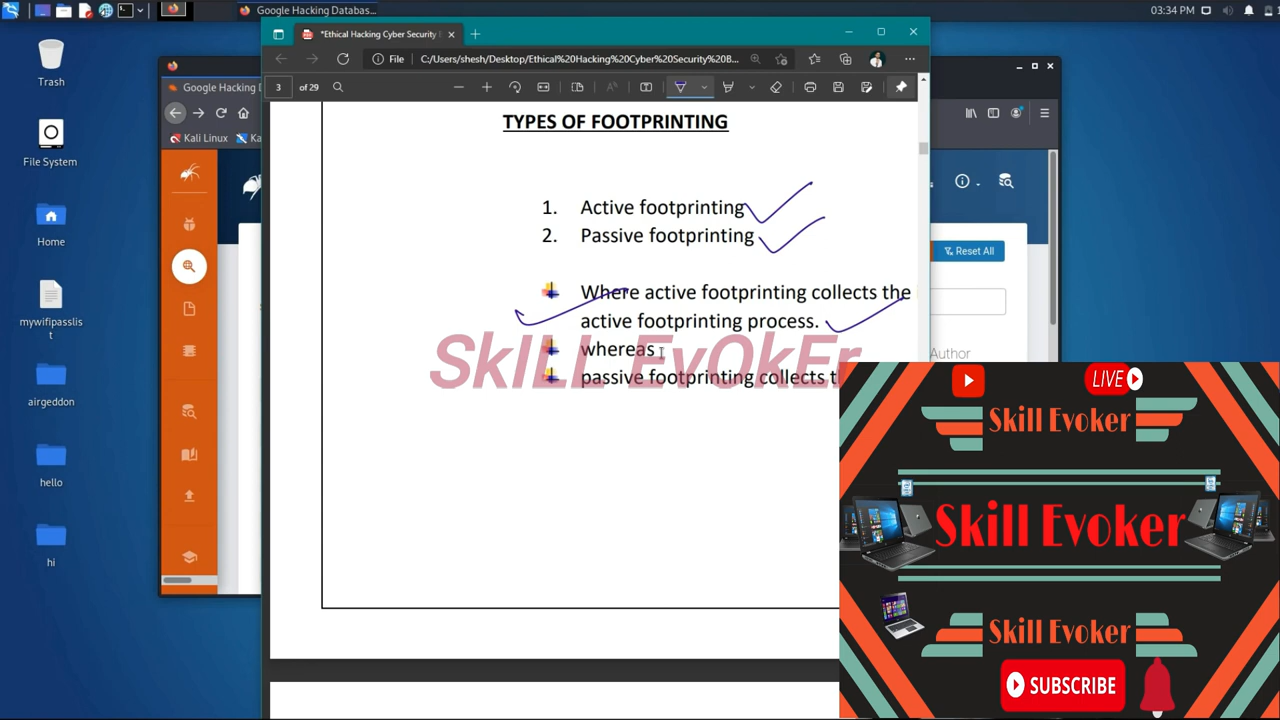 Google Hacking Databas...
03:34 PM
1
Trash
File System
Home
mywifipasslis
t
airgeddon
hello
hi
Google Hacking D
Kali Linux
Ka
*Ethical Hacking Cyber Security
File
C:/Users/shesh/Desktop/Ethical%20Hacking%20Cyber%20Security%20B...
3
of 29
TYPES OF FOOTPRINTING
1. Active footprinting
2. Passive footprinting
Where active footprinting collects the
active footprinting process.
whereas
passive footprinting collects t
SkILL EvOkEr
Reset All
Author
LIVE
Skill Evoker
Skill Evoker
Skill Evoker
SUBSCRIBE